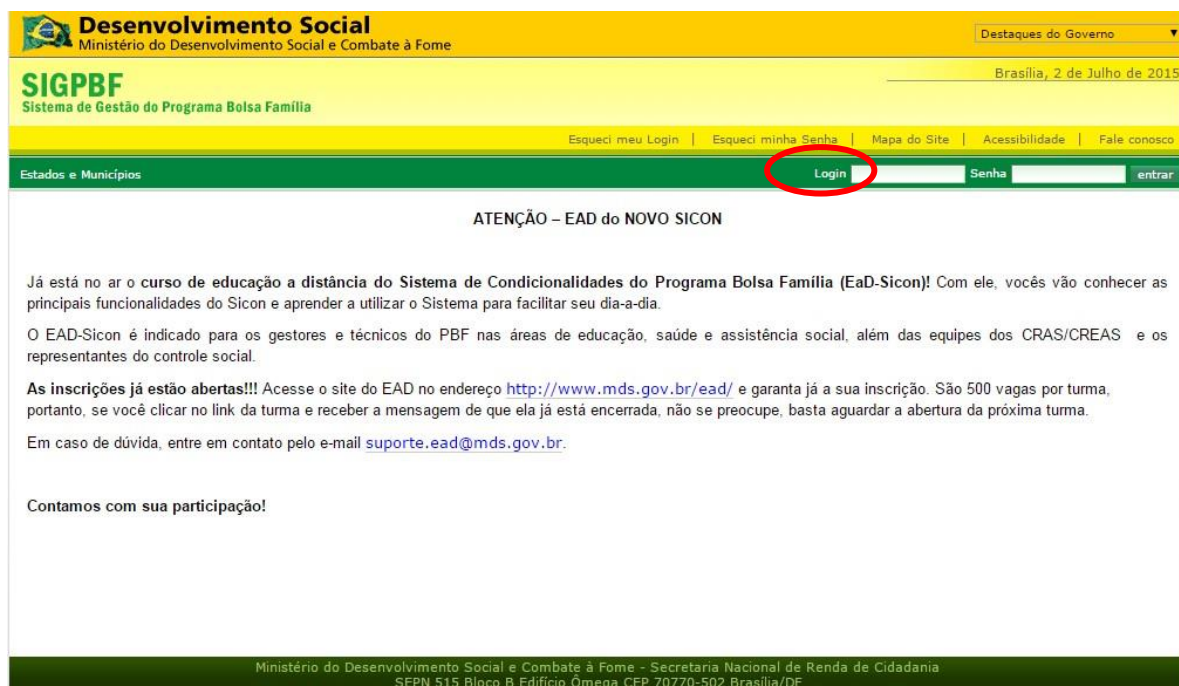 Desenvolvimento Social
Ministério do Desenvolvimento Social e Combate à Fome
Destaques do Governo
SIGPBF
Sistema de Gestão do Programa Bolsa Família
Brasília, 2 de Julho de 2015
Esqueci meu Login | Esqueci minha Senha | Mapa do Site | Acessibilidade | Fale conosco
Estados e Municípios Login Senha entrar
ATENÇÃO – EAD do NOVO SICON
Já está no ar o curso de educação a distância do Sistema de Condicionalidades do Programa Bolsa Família (EaD-Sicon)! Com ele, vocês vão conhecer as
principais funcionalidades do Sicon e aprender a utilizar o Sistema para facilitar seu dia-a-dia.
O EAD-Sicon é indicado para os gestores e técnicos do PBF nas áreas de educação, saúde e assistência social, além das equipes dos CRAS/CREAS e os
representantes do controle social.
As inscrições já estão abertas!!! Acesse o site do EAD no endereço http://www.mds.gov.br/ead/ e garanta já a sua inscrição. São 500 vagas por turma,
portanto, se você clicar no link da turma e receber a mensagem de que ela já está encerrada, não se preocupe, basta aguardar a abertura da próxima turma.
Em caso de dúvida, entre em contato pelo e-mail suporte.ead@mds.gov.br.
Contamos com sua participação!
Ministério do Desenvolvimento Social e Combate à Fome - Secretaria Nacional de Renda de Cidadania
SEPN 515 Bloco B Edifício Ômega CEP 70770-502 Brasília/DF